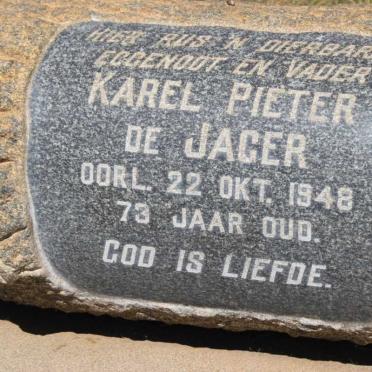 HIER RUS 'N DIERBARE
EGGENOOT EN VADER
KAREL PIETER
DE JAGER
OORL. 22 OKT. 1948
73 JAAR OUD.
GOD IS LIEFDE.